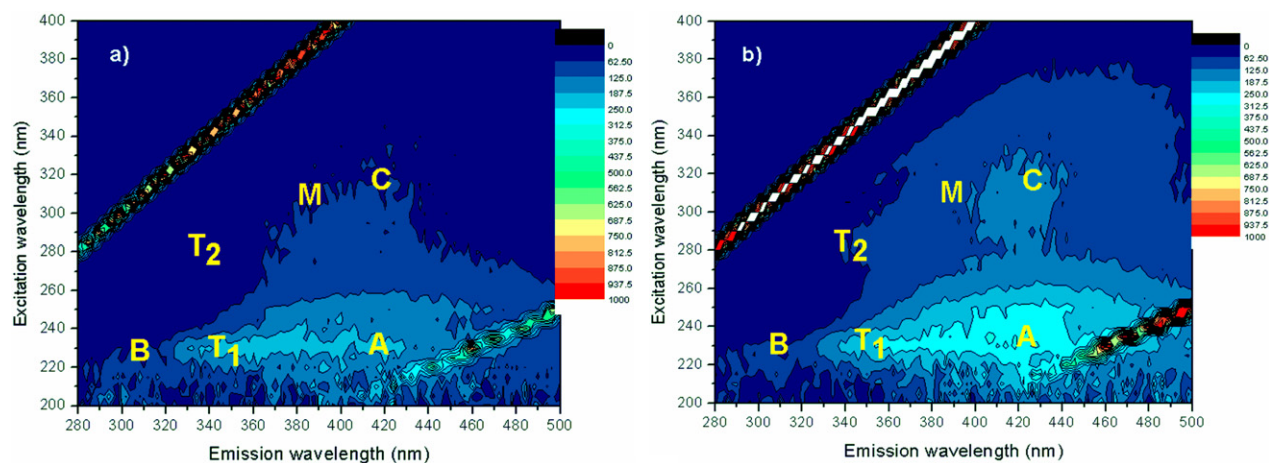 a)
Excitation wavelength (nm)
400
380
360
340
320
300
280
260
240
220
200
M
C
T2
B
T1
A
280 300 320 340 360 380 400 420 440 460 480 500
Emission wavelength (nm)
0
62.50
125.0
187.5
250.0
312.5
375.0
437.5
500.0
562.5
625.0
687.5
750.0
812.5
875.0
937.5
1000
b)
Excitation wavelength (nm)
400
380
360
340
320
300
280
260
240
220
200
M
C
T2
B
T1
A
280 300 320 340 360 380 400 420 440 460 480 500
Emission wavelength (nm)
0
62.50
125.0
187.5
250.0
312.5
375.0
437.5
500.0
562.5
625.0
687.5
750.0
812.5
875.0
937.5
1000